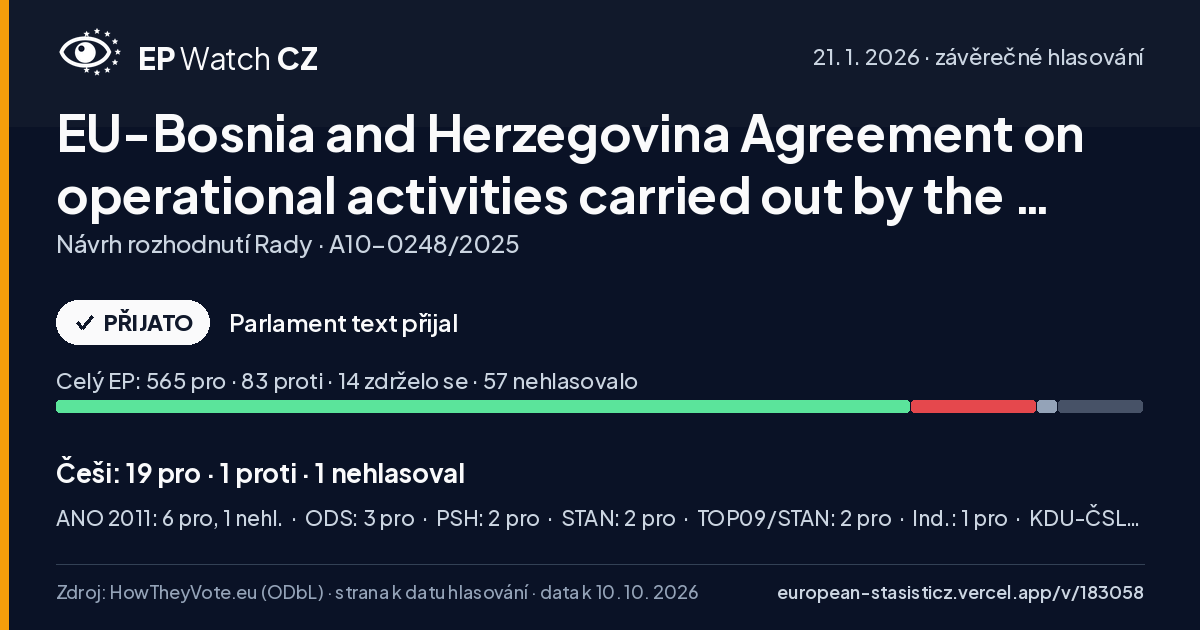 EP Watch CZ
21. 1. 2026 · závěrečné hlasování
EU-Bosnia and Herzegovina Agreement on
operational activities carried out by the …
Návrh rozhodnutí Rady · A10-0248/2025
✓ PŘIJATO
Parlament text přijal
Celý EP: 565 pro · 83 proti · 14 zdrželo se · 57 nehlasovalo
Češi: 19 pro · 1 proti · 1 nehlasoval
ANO 2011: 6 pro, 1 nehl. · ODS: 3 pro · PSH: 2 pro · STAN: 2 pro · TOP09/STAN: 2 pro · Ind.: 1 pro · KDU-ČSL…
Zdroj: HowTheyVote.eu (ODbL) · strana k datu hlasování · data k 10. 10. 2026
european-stasisticz.vercel.app/v/183058